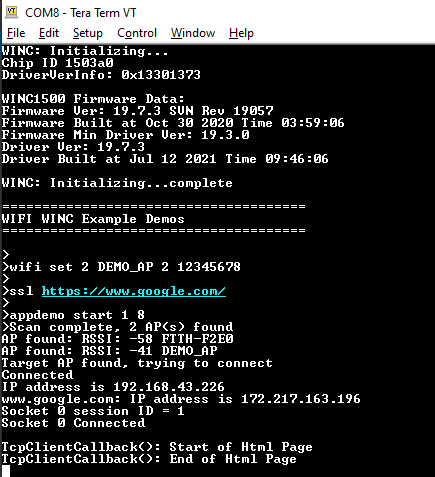 COM8 - Tera Term VT
File Edit Setup Control Window Help
WINC: Initializing...
Chip ID 1503a0
DriverVerInfo: 0x13301373
WINC1500 Firmware Data:
Firmware Ver: 19.7.3 SVN Rev 19057
Firmware Built at Oct 30 2020 Time 03:59:06
Firmware Min Driver Ver: 19.3.0
Driver Ver: 19.7.3
Driver Built at Jul 12 2021 Time 09:46:06
WINC: Initializing...complete
======================================
WIFI WINC Example Demos
======================================
>
>wifi set 2 DEMO_AP 2 12345678
>
>ssl https://www.google.com/
>
>appdemo start 1 8
>Scan complete, 2 AP(s) found
AP found: RSSI: -58 FTTH-F2E0
AP found: RSSI: -41 DEMO_AP
Target AP found, trying to connect
Connected
IP address is 192.168.43.226
www.google.com: IP address is 172.217.163.196
Socket 0 session ID = 1
Socket 0 Connected
TcpClientCallback(): Start of Html Page
TcpClientCallback(): End of Html Page